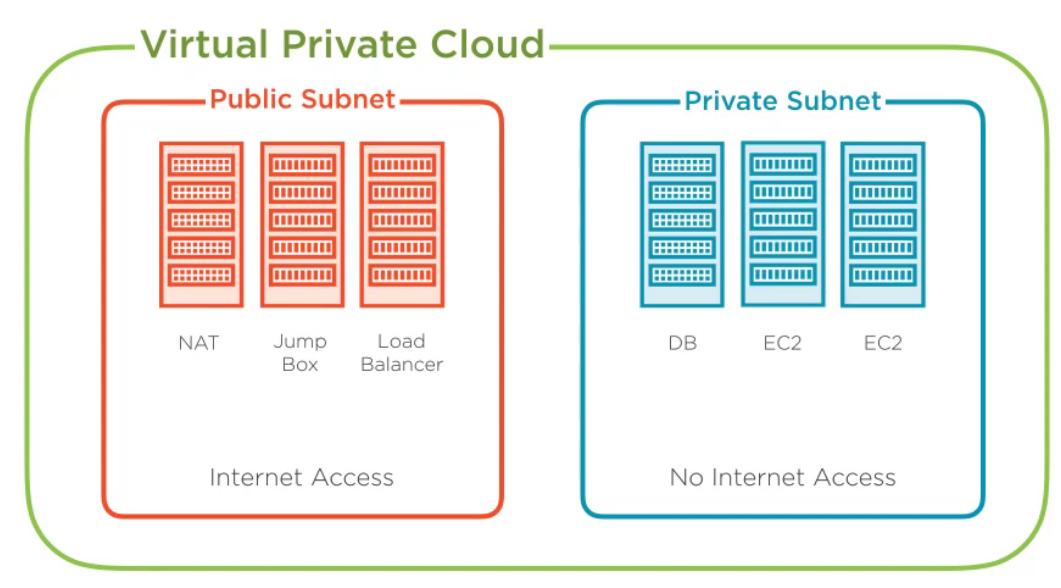 Virtual Private Cloud
Public Subnet
NAT
Jump
Box
Load
Balancer
Internet Access
Private Subnet
DB
EC2
EC2
No Internet Access